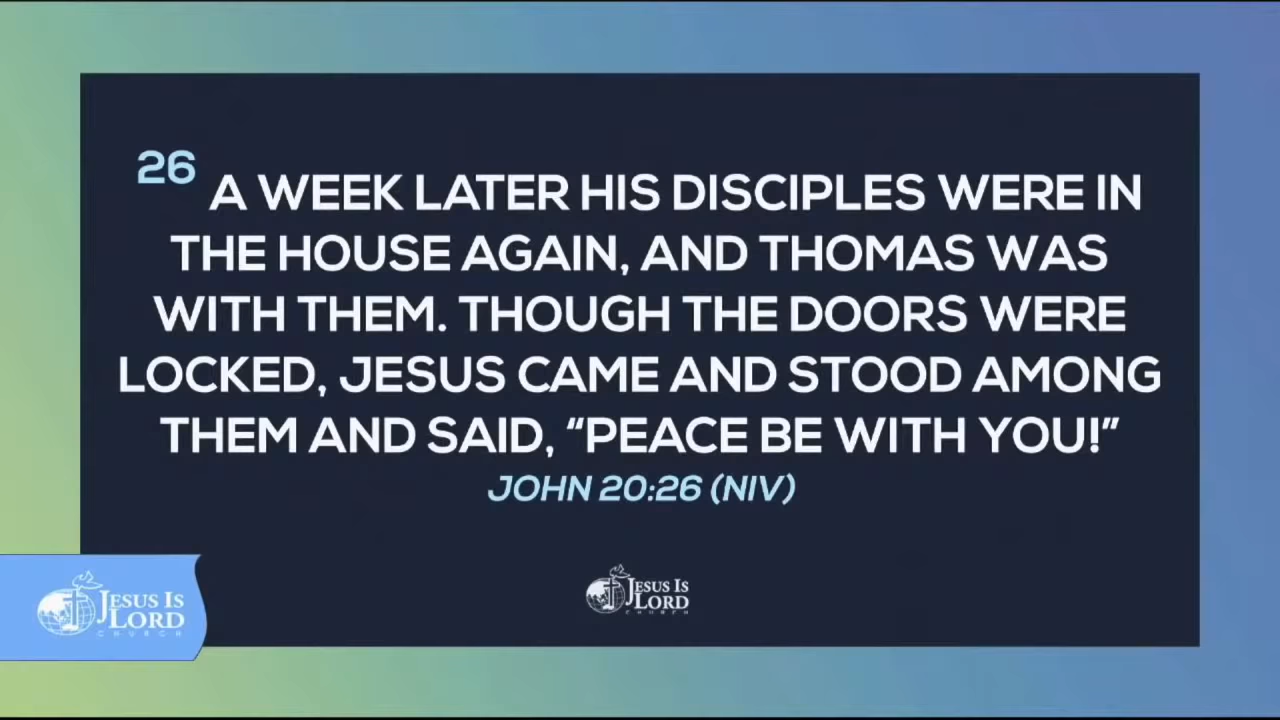 26 A WEEK LATER HIS DISCIPLES WERE IN
THE HOUSE AGAIN, AND THOMAS WAS
WITH THEM. THOUGH THE DOORS WERE
LOCKED, JESUS CAME AND STOOD AMONG
THEM AND SAID, “PEACE BE WITH YOU!”
JOHN 20:26 (NIV)
JESUS IS
LORD
CHURCH
JESUS IS
LORD
CHURCH